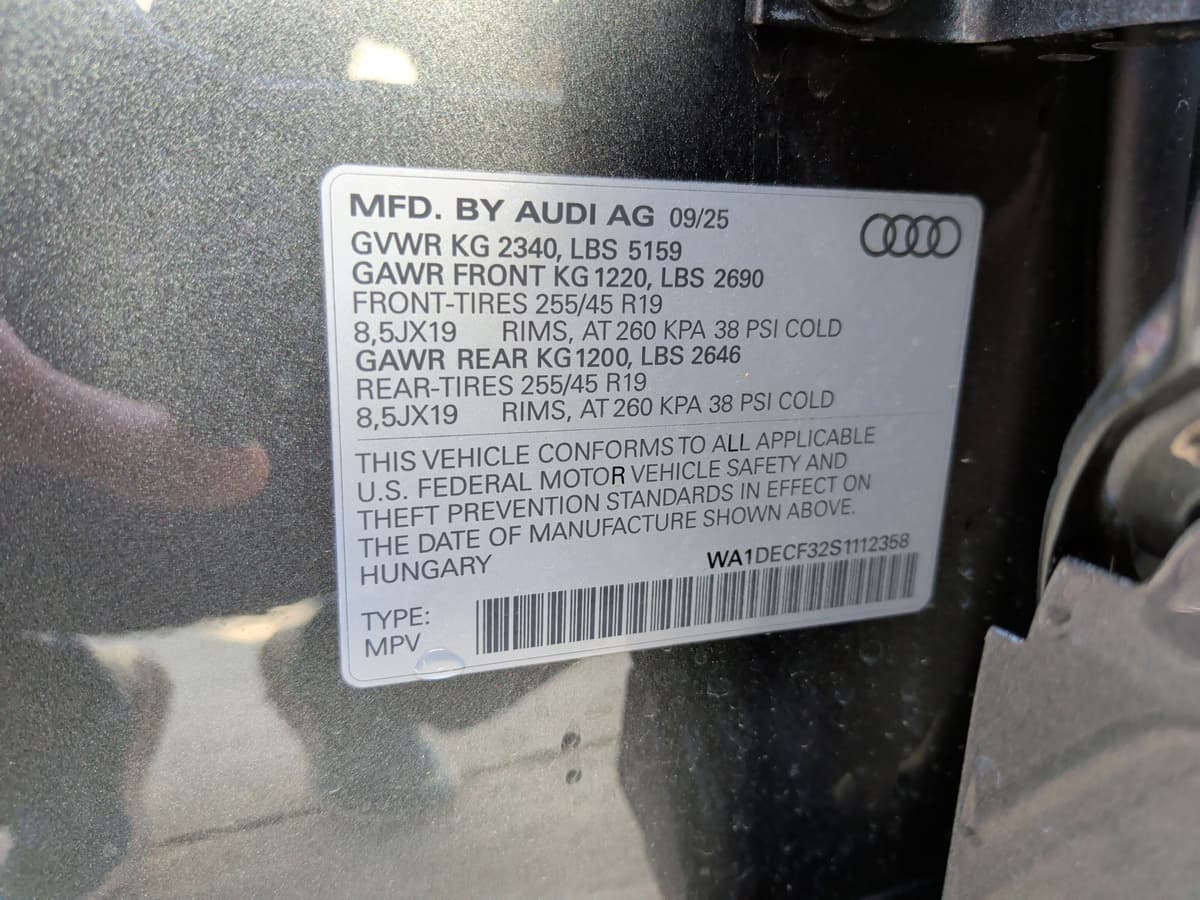 MFD. BY AUDI AG 09/25
GVWR KG 2340, LBS 5159
GAWR FRONT KG 1220, LBS 2690
FRONT-TIRES 255/45 R19
8,5JX19 RIMS, AT 260 KPA 38 PSI COLD
GAWR REAR KG 1200, LBS 2646
REAR-TIRES 255/45 R19
8,5JX19 RIMS, AT 260 KPA 38 PSI COLD
THIS VEHICLE CONFORMS TO ALL APPLICABLE
U.S. FEDERAL MOTOR VEHICLE SAFETY AND
THEFT PREVENTION STANDARDS IN EFFECT ON
THE DATE OF MANUFACTURE SHOWN ABOVE.
HUNGARY
WA1DECF32S1112358
TYPE:
MPV